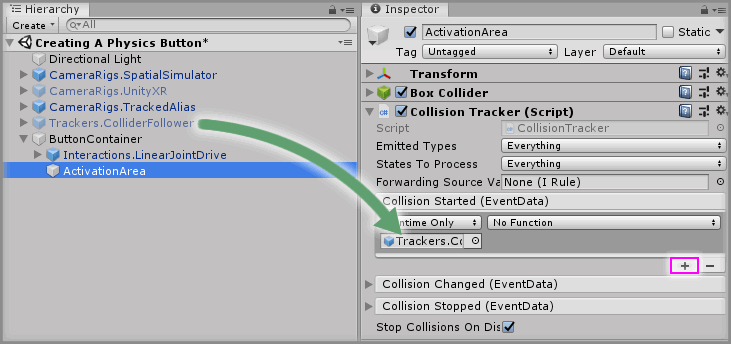 Hierarchy
Create
All
Creating A Physics Button*
Directional Light
CameraRigs.SpatialSimulator
CameraRigs.UnityXR
CameraRigs.TrackedAlias
Trackers.ColliderFollower
ButtonContainer
Interactions.LinearJointDrive
ActivationArea
Inspector
ActivationArea Static
Tag Untagged Layer Default
Transform
Box Collider
Collision Tracker (Script)
Script CollisionTracker
Emitted Types Everything
States To Process Everything
Forwarding Source Va None (I Rule)
Collision Started (EventData)
ntime Only No Function
Trackers.Co
Collision Changed (EventData)
Collision Stopped (EventData)
Stop Collisions On Dis